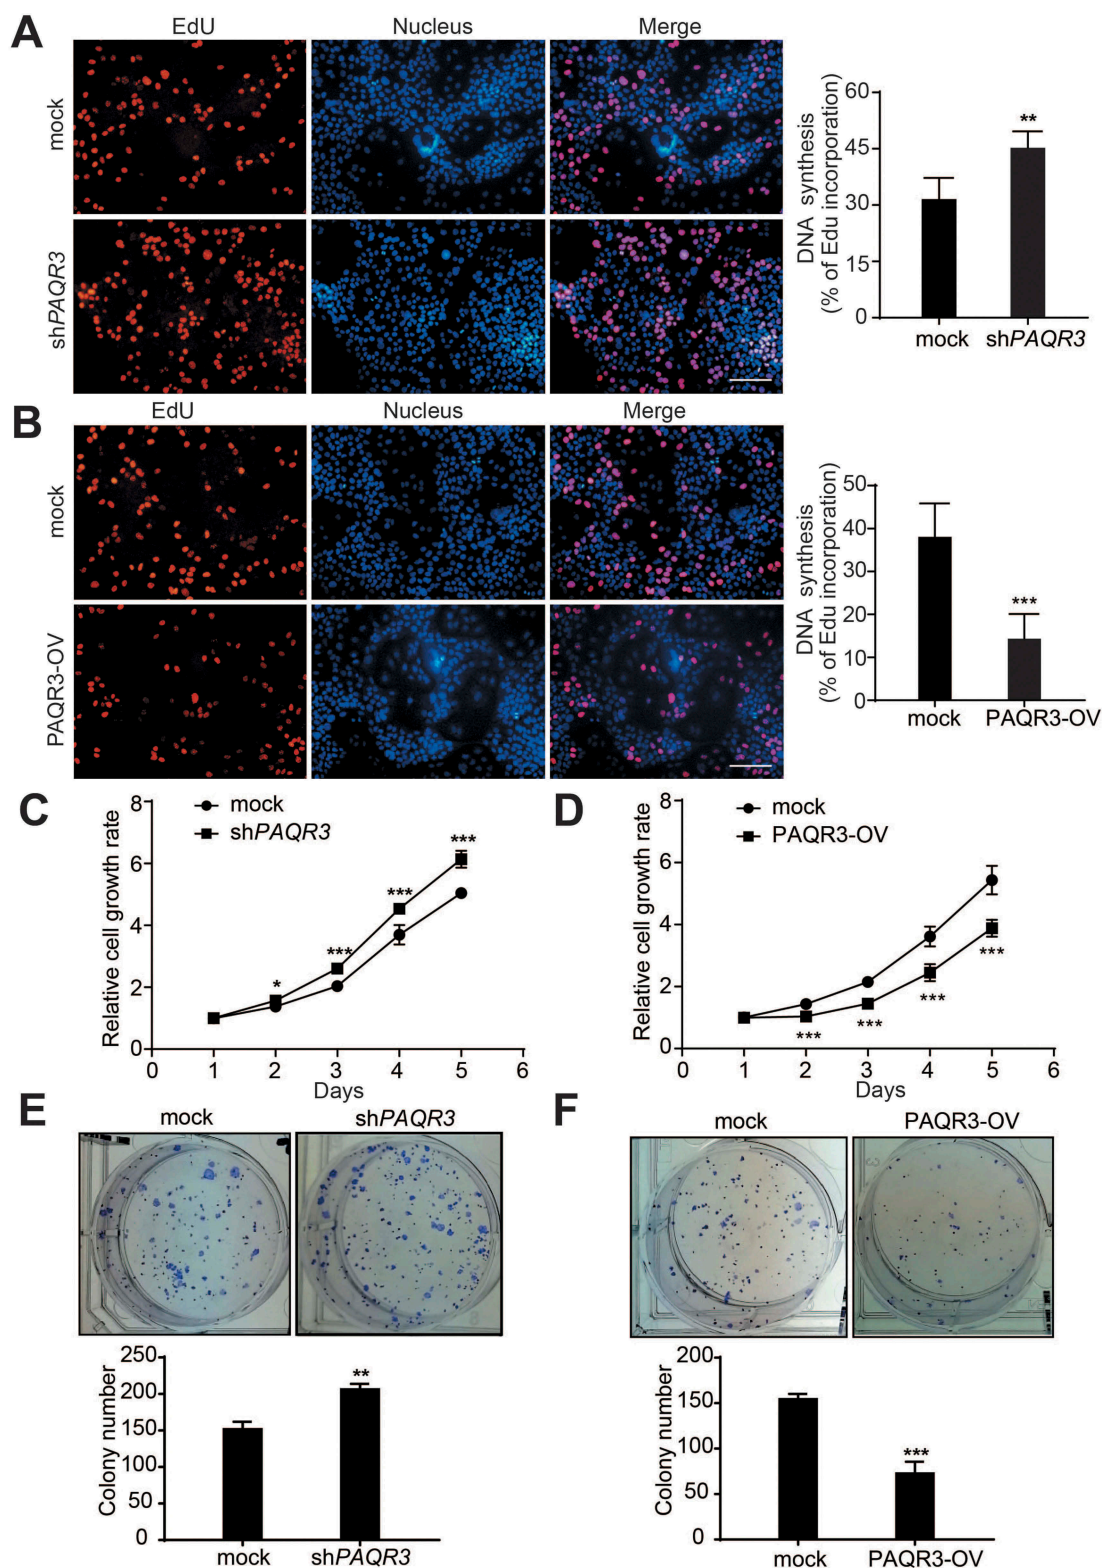 A
EdU
Nucleus
Merge
mock
shPAQR3
DNA synthesis
(% of Edu incorporation)
60
45
30
15
0
**
mock
shPAQR3
B
EdU
Nucleus
Merge
mock
PAQR3-OV
DNA synthesis
(% of Edu incorporation)
50
40
30
20
10
0
***
mock
PAQR3-OV
C
Relative cell growth rate
8
6
4
2
0
mock
shPAQR3
*
***
***
***
0 1 2 3 4 5 6
Days
D
Relative cell growth rate
8
6
4
2
0
mock
PAQR3-OV
***
***
***
***
0 1 2 3 4 5 6
Days
E
mock
shPAQR3
Colony number
250
200
150
100
50
0
**
mock
shPAQR3
F
mock
PAQR3-OV
Colony number
200
150
100
50
0
***
mock
PAQR3-OV